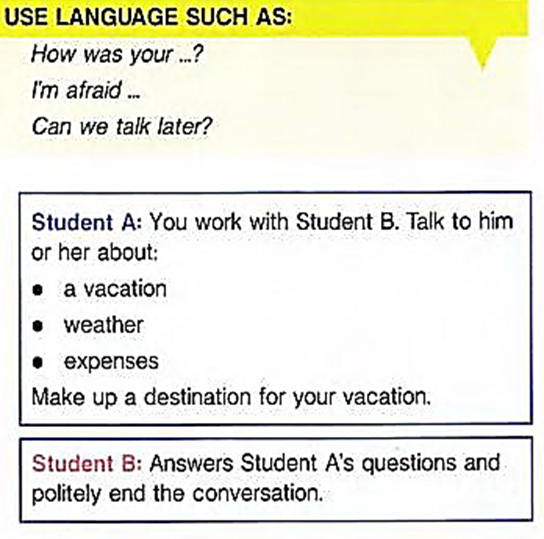 USE LANGUAGE SUCH AS:
How was your ...?
I'm afraid ...
Can we talk later?
Student A: You work with Student B. Talk to him
or her about:
• a vacation
• weather
• expenses
Make up a destination for your vacation.
Student B: Answers Student A's questions and
politely end the conversation.